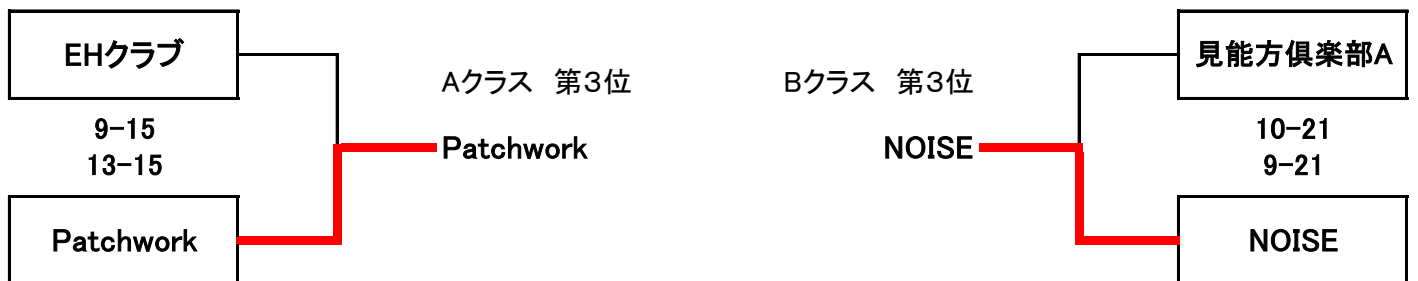 EHクラブ
9-15
13-15
Patchwork
Aクラス 第3位
Patchwork
Bクラス 第3位
NOISE
見能方倶楽部A
10-21
9-21
NOISE